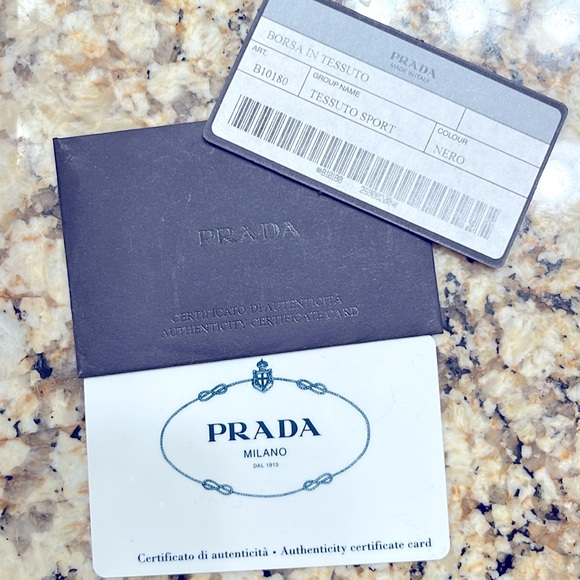 BORSA IN TESSUTO
PRADA
MADE IN ITALY
ART.
B10180
GROUP NAME
TESSUTO SPORT
COLOUR
NERO
PRADA
CERTIFICATO DI AUTENTICITÀ
AUTHENTICITY CERTIFICATE CARD
PRADA
MILANO
DAL 1913
Certificato di autenticità • Authenticity certificate card